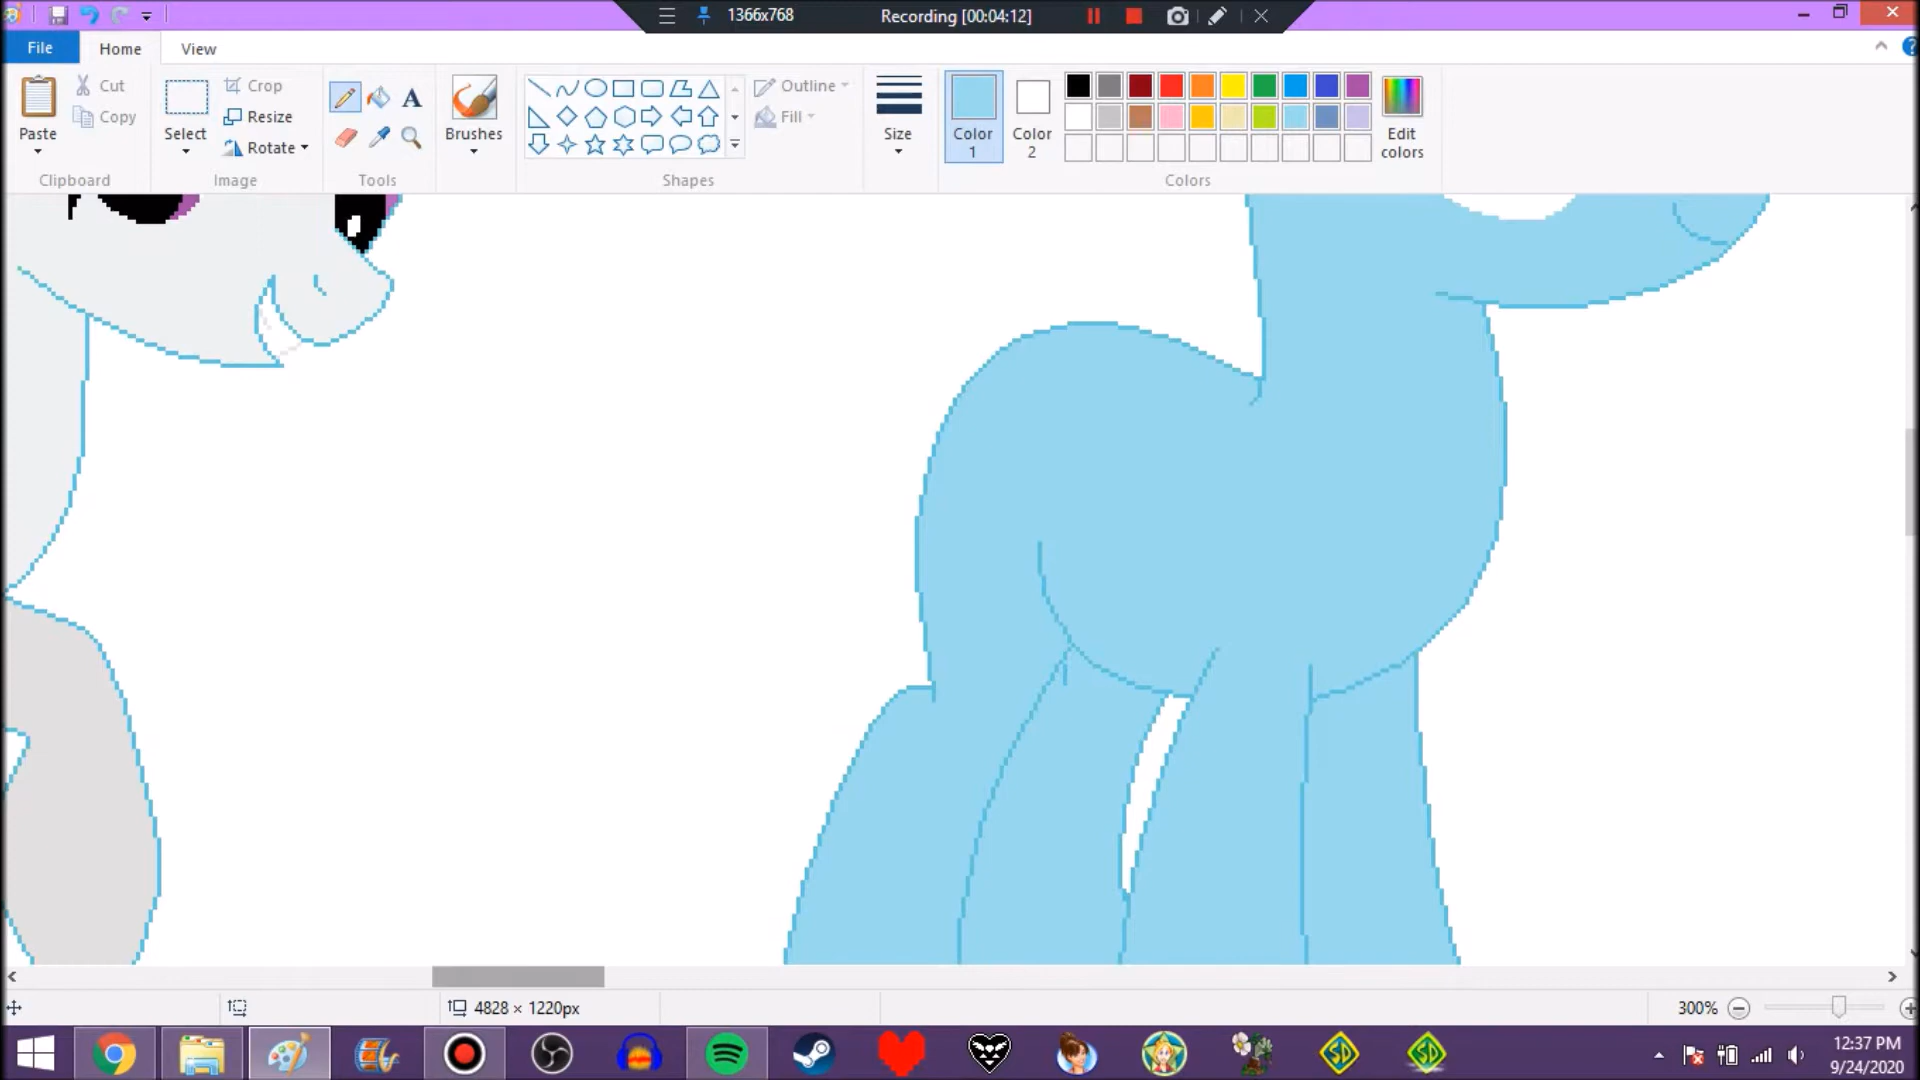 1366x768 Recording [00:04:12]
File Home View
Paste Cut Copy Clipboard
Select Crop Resize Rotate Image
A Tools
Brushes
Outline Fill Shapes
Size
Color 1 Color 2 Edit colors Colors
4828 × 1220px 300%
SD SD
12:37 PM
9/24/2020